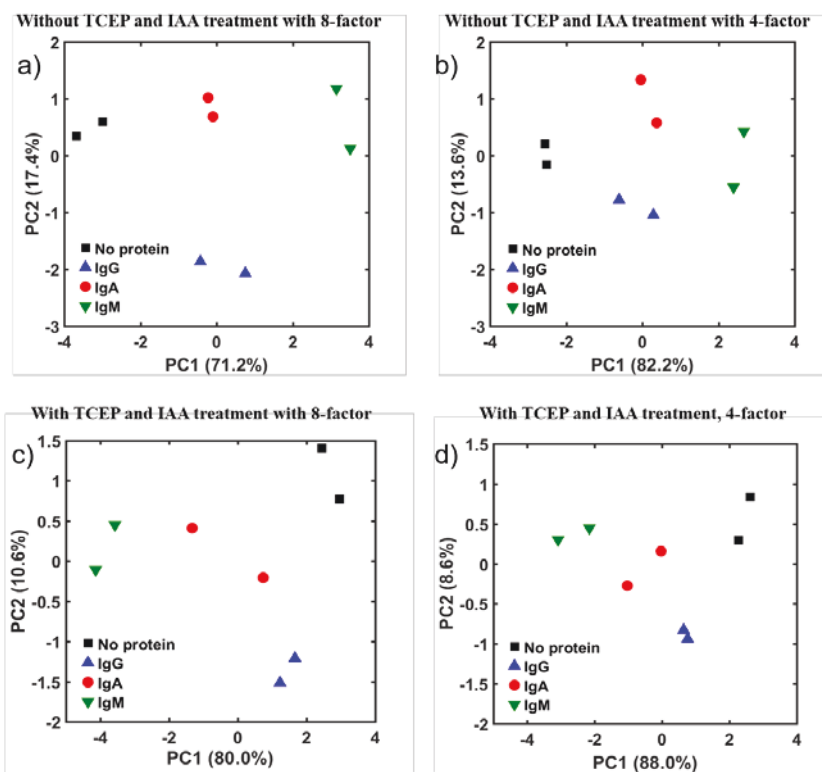 Without TCEP and IAA treatment with 8-factor
a)
2
1
0
-1
-2
-3
PC2 (17.4%)
No protein
IgG
IgA
IgM
-4
-2
0
2
4
PC1 (71.2%)
Without TCEP and IAA treatment with 4-factor
b)
2
1
0
-1
-2
-3
PC2 (13.6%)
No protein
IgG
IgA
IgM
-4
-2
0
2
4
PC1 (82.2%)
With TCEP and IAA treatment with 8-factor
c)
1.5
1
0.5
0
-0.5
-1
-1.5
-2
PC2 (10.6%)
No protein
IgG
IgA
IgM
-4
-2
0
2
4
PC1 (80.0%)
With TCEP and IAA treatment, 4-factor
d)
1.5
1
0.5
0
-0.5
-1
-1.5
-2
PC2 (8.6%)
No protein
IgG
IgA
IgM
-4
-2
0
2
4
PC1 (88.0%)